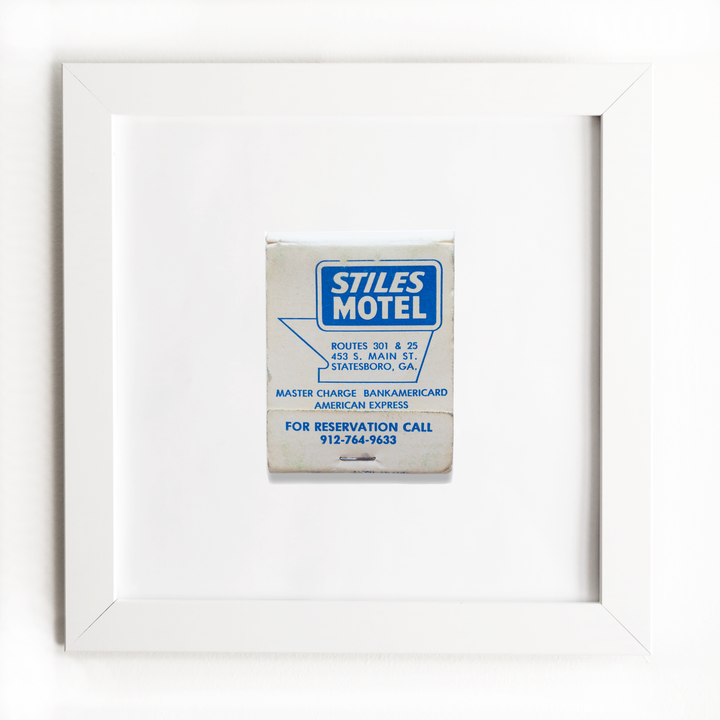 STILES
MOTEL
ROUTES 301 & 25
453 S. MAIN ST.
STATESBORO, GA.
MASTER CHARGE BANKAMERICARD
AMERICAN EXPRESS
FOR RESERVATION CALL
912-764-9633